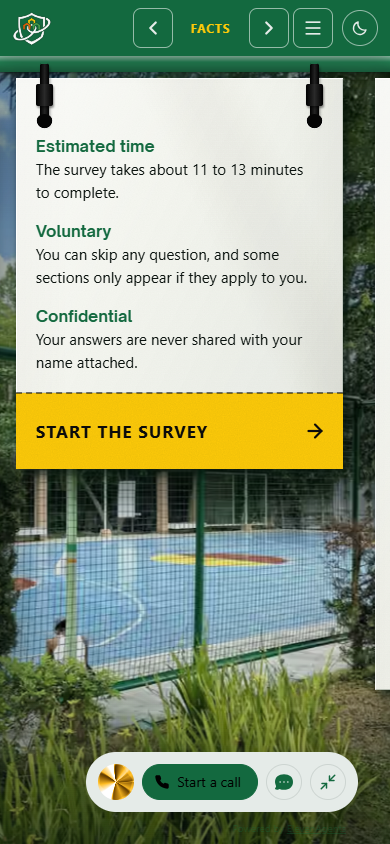 FACTS
Estimated time
The survey takes about 11 to 13 minutes
to complete.
Voluntary
You can skip any question, and some
sections only appear if they apply to you.
Confidential
Your answers are never shared with your
name attached.
START THE SURVEY
Start a call